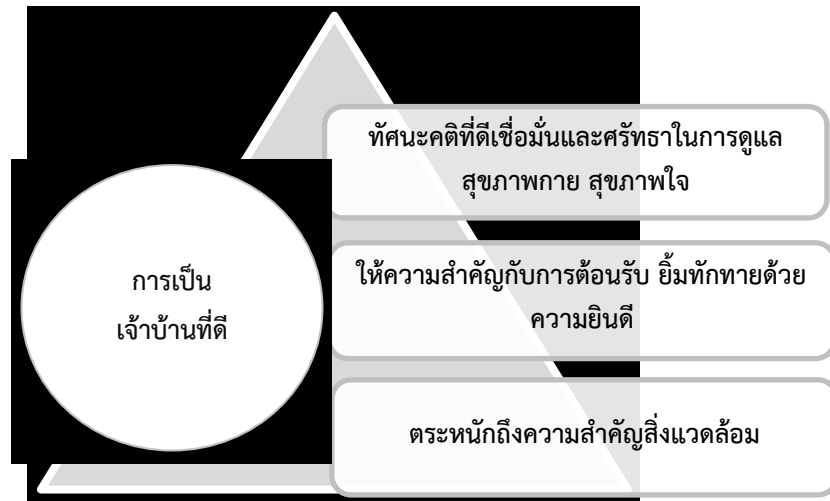 ทัศนะคติที่ดีเชื่อมั่นและศรัทธาในการดูแล
สุขภาพกาย สุขภาพใจ
การเป็น
เจ้าบ้านที่ดี
ให้ความสำคัญกับการต้อนรับ ยิ้มทักทายด้วย
ความยินดี
ตระหนักถึงความสำคัญสิ่งแวดล้อม